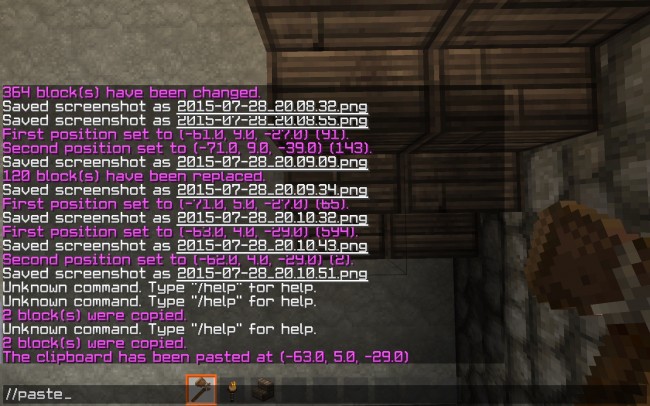 364 block(s) have been changed.
Saved screenshot as 2015-07-28_20.08.32.png
Saved screenshot as 2015-07-28_20.08.55.png
First position set to (-61.0, 9.0, -27.0) (91).
Second position set to (-71.0, 9.0, -39.0) (143).
Saved screenshot as 2015-07-28_20.09.09.png
120 block(s) have been replaced.
Saved screenshot as 2015-07-28_20.09.34.png
First position set to (-71.0, 5.0, -27.0) (65).
Saved screenshot as 2015-07-28_20.10.32.png
First position set to (-63.0, 4.0, -29.0) (594).
Saved screenshot as 2015-07-28_20.10.43.png
Second position set to (-62.0, 4.0, -29.0) (2).
Saved screenshot as 2015-07-28_20.10.51.png
Unknown command. Type "/help" for help.
Unknown command. Type "/help" for help.
2 block(s) were copied.
Unknown command. Type "/help" for help.
2 block(s) were copied.
The clipboard has been pasted at (-63.0, 5.0, -29.0)
//paste_